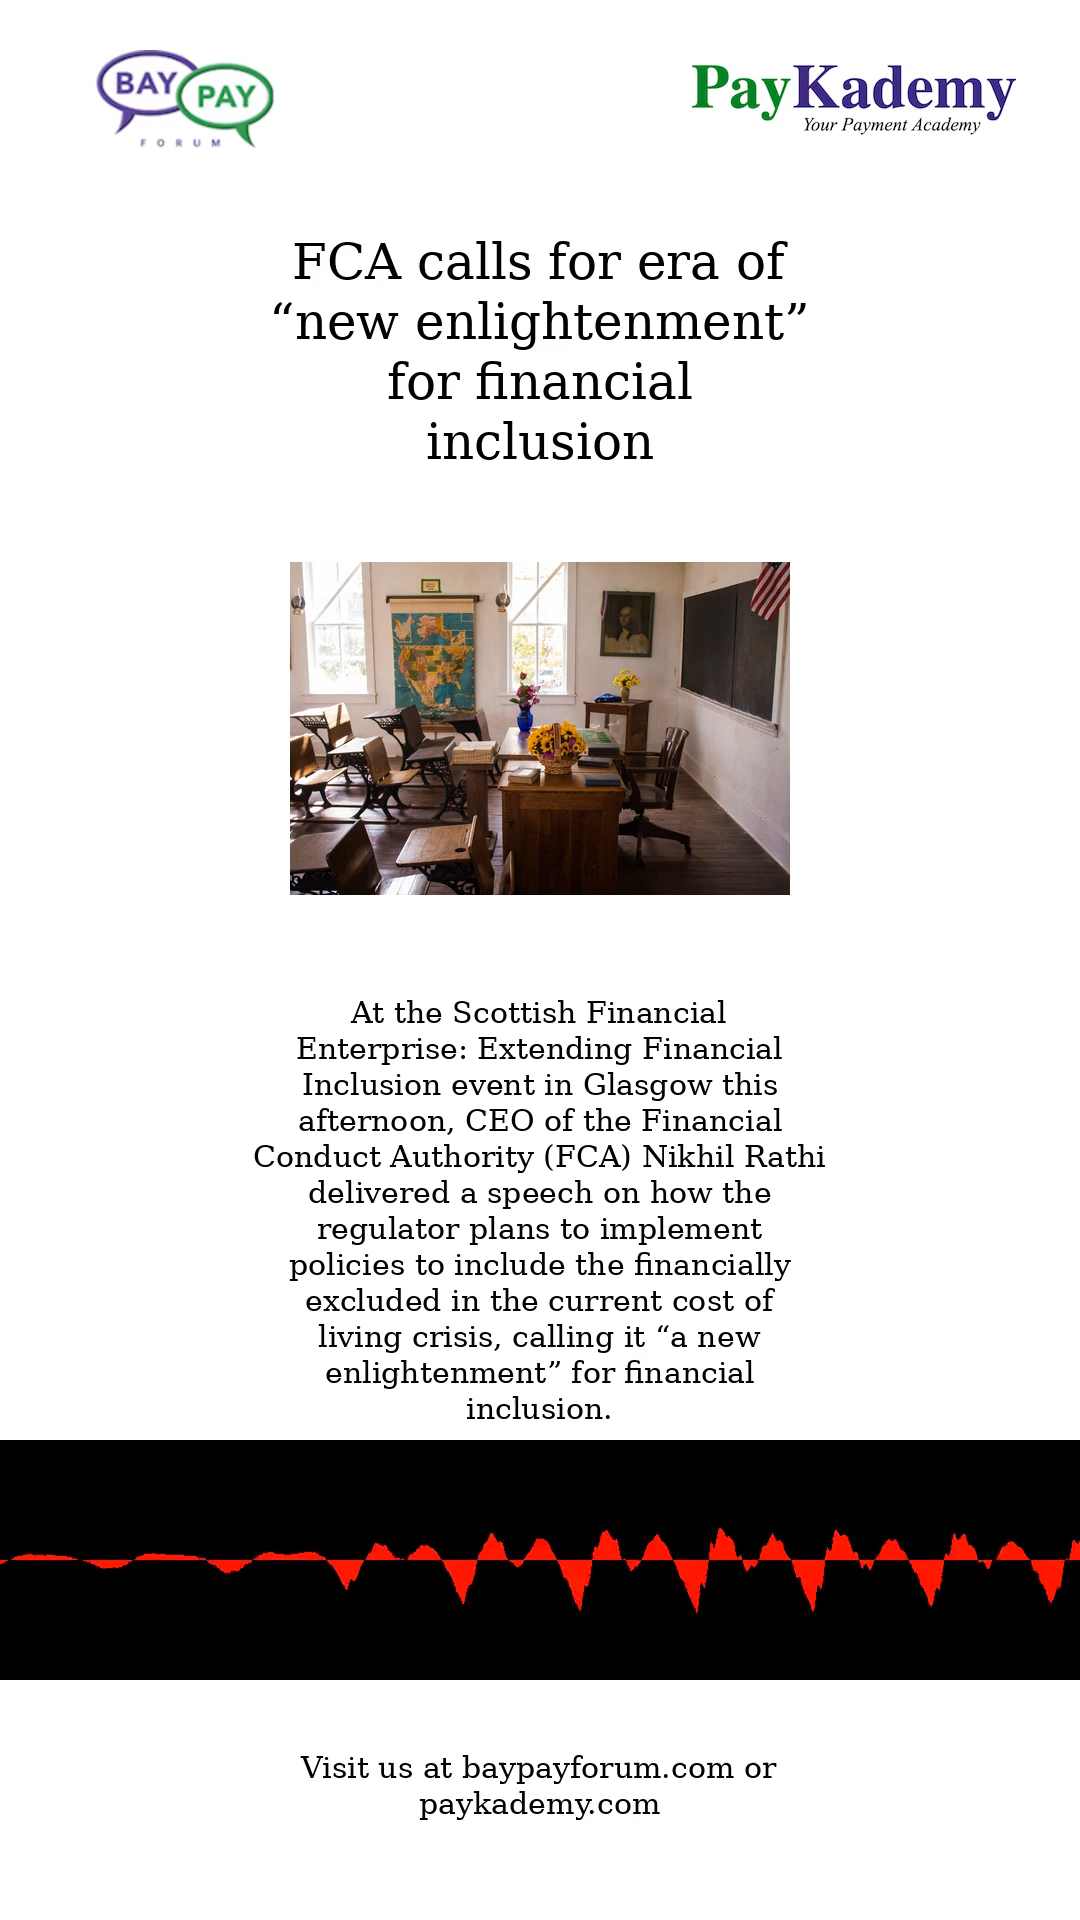 BAY PAY
FORUM
PayKademy
Your Payment Academy
FCA calls for era of
“new enlightenment”
for financial
inclusion
At the Scottish Financial
Enterprise: Extending Financial
Inclusion event in Glasgow this
afternoon, CEO of the Financial
Conduct Authority (FCA) Nikhil Rathi
delivered a speech on how the
regulator plans to implement
policies to include the financially
excluded in the current cost of
living crisis, calling it “a new
enlightenment” for financial
inclusion.
Visit us at baypayforum.com or
paykademy.com